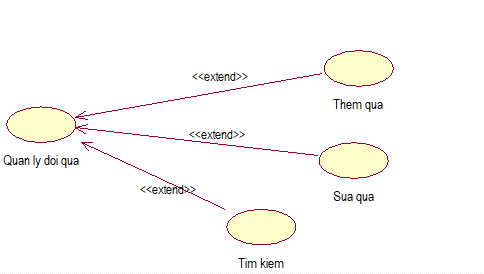 <<extend>>
Them qua
<<extend>>
Quan ly doi qua
<<extend>>
Sua qua
Tim kiem